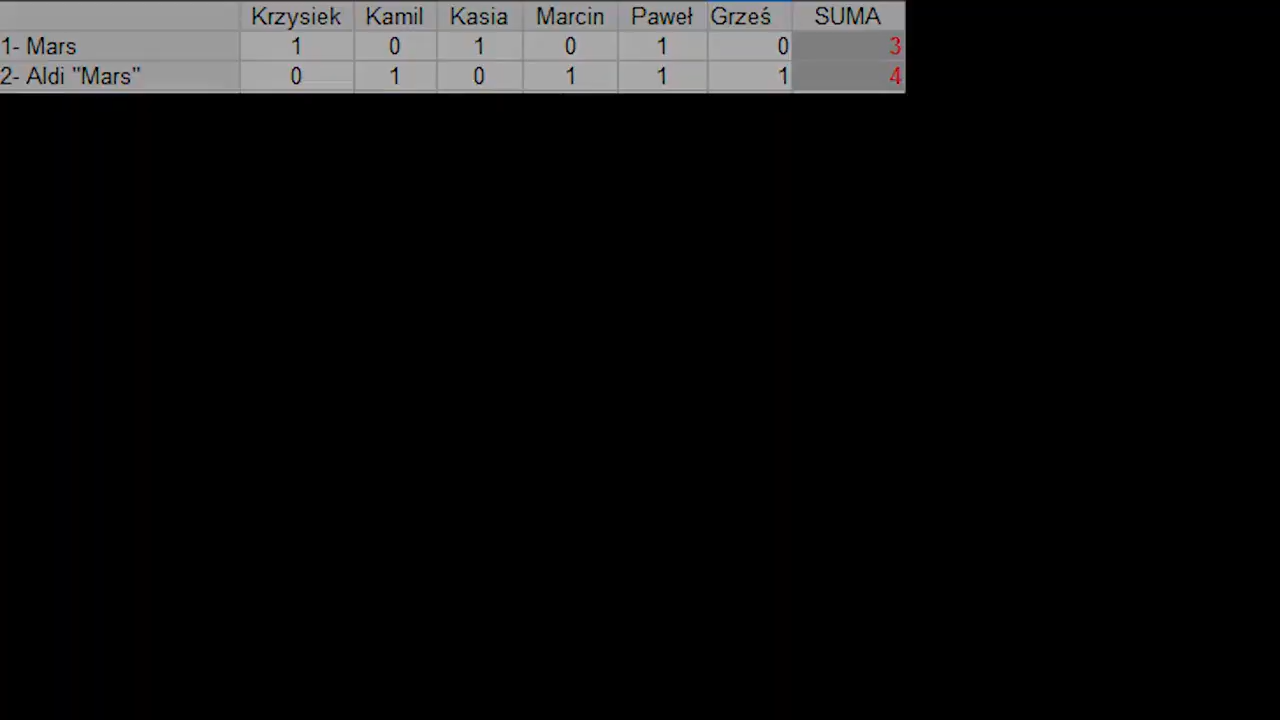 Krzysiek Kamil Kasia Marcin Paweł Grześ SUMA
1- Mars 1 0 1 0 1 0 3
2- Aldi "Mars" 0 1 0 1 1 1 4